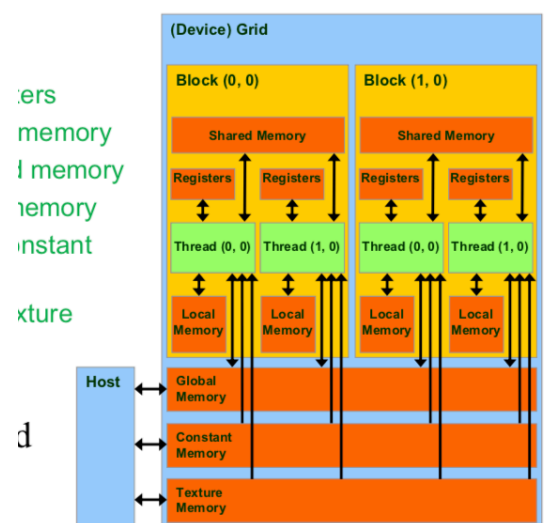 (Device) Grid
Block (0, 0)
Block (1, 0)
memory
memory
Shared Memory
Shared Memory
Registers
Registers
Registers
Registers
Thread (0, 0)
Thread (1, 0)
Thread (0, 0)
Thread (1, 0)
Local
Memory
Local
Memory
Local
Memory
Local
Memory
Host
Global
Memory
Constant
Memory
Texture
Memory